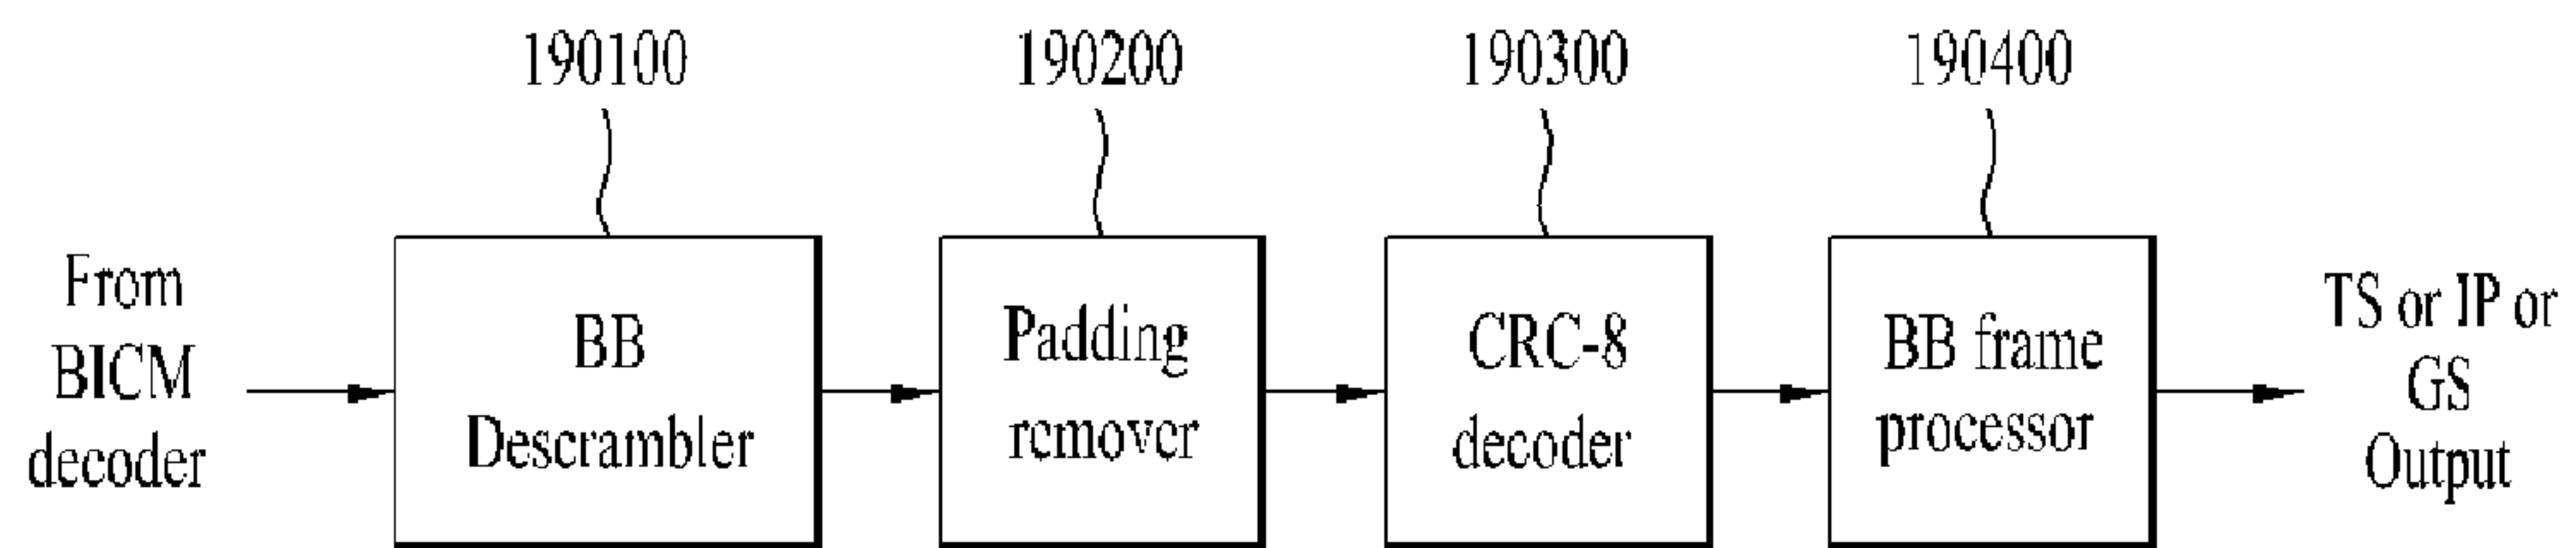 190100
190200
190300
190400
From
BICM
decoder
BB
Descrambler
Padding
remover
CRC-8
decoder
BB frame
processor
TS or IP or
GS
Output